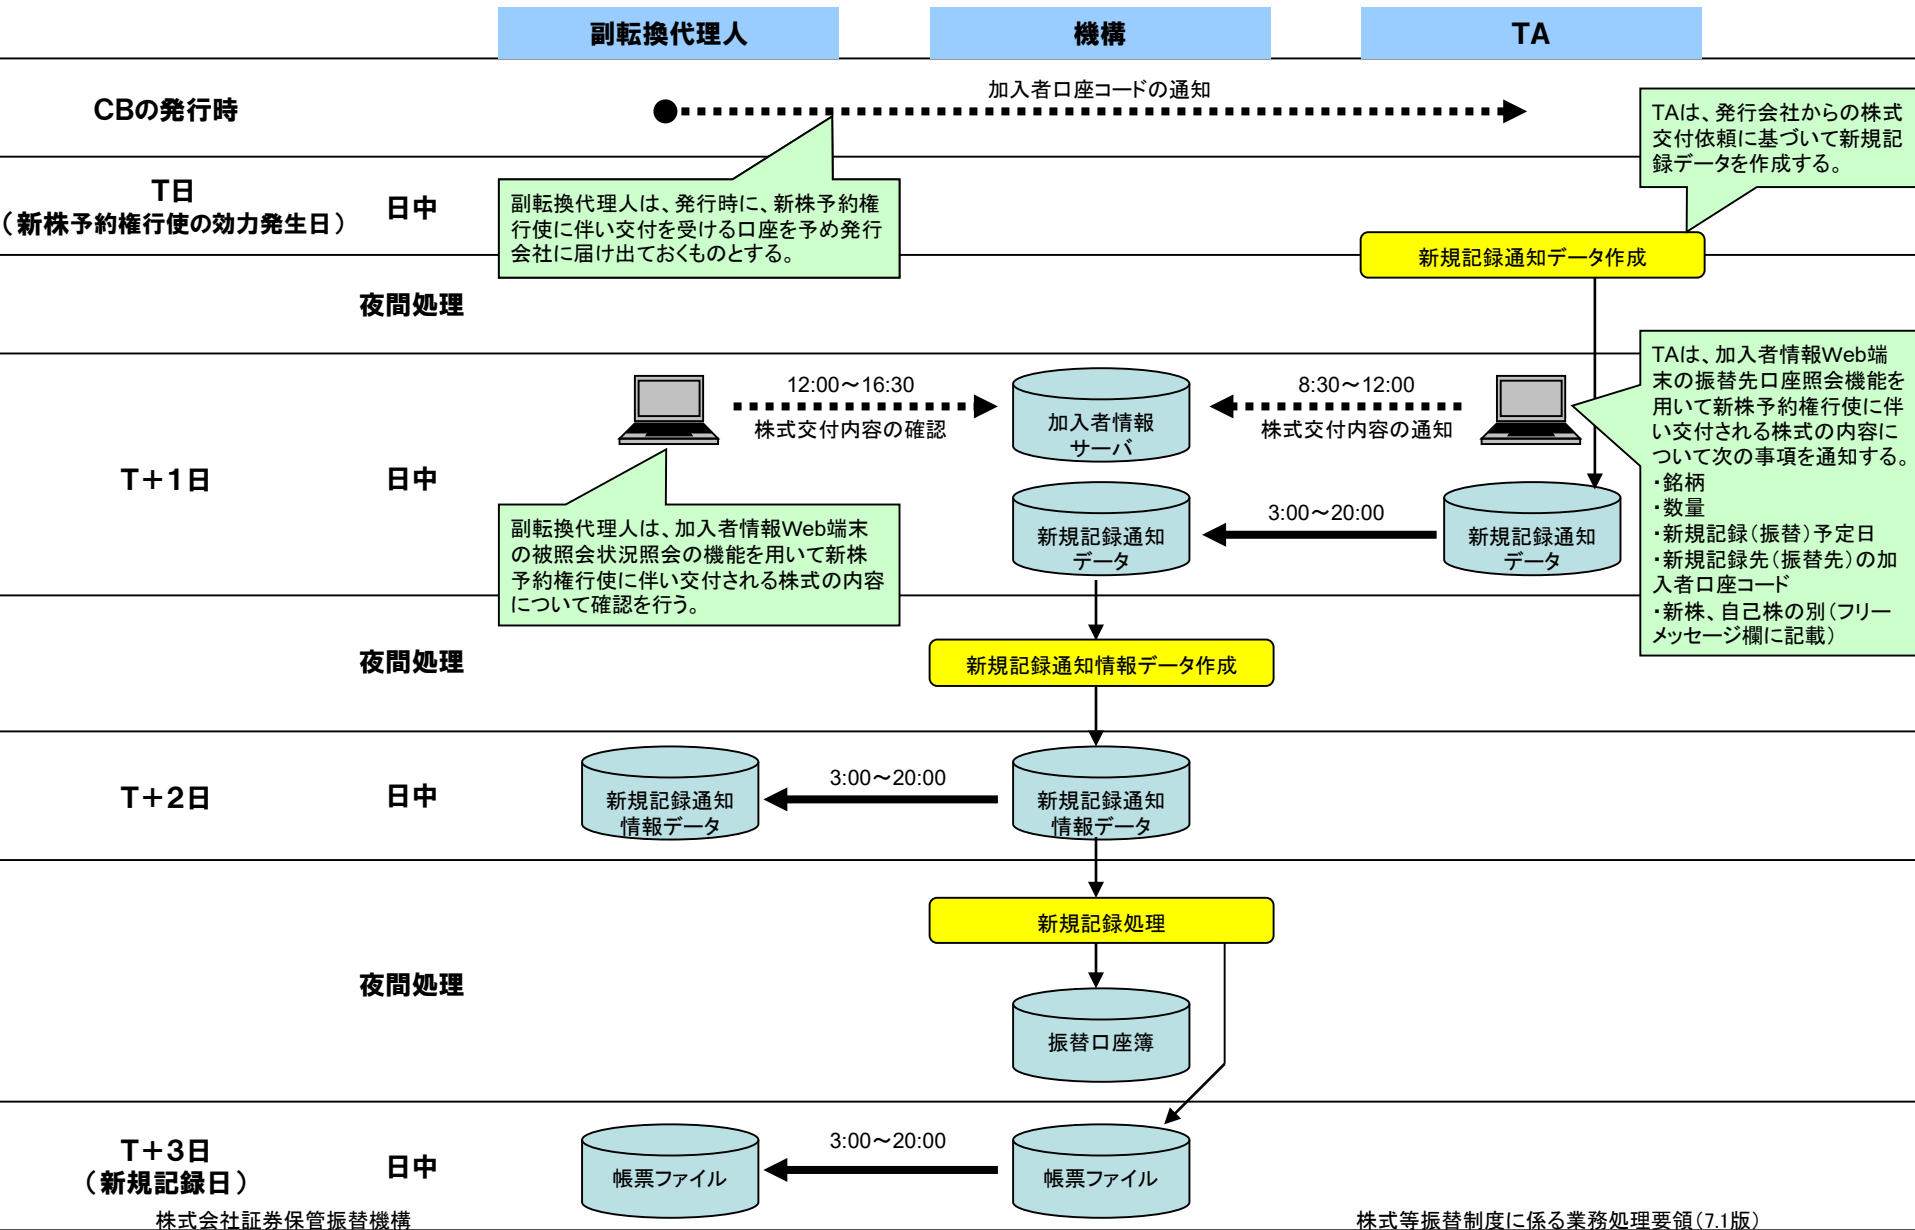 副転換代理人
機構
TA
CBの発行時
加入者口座コードの通知
TAは、発行会社からの株式
交付依頼に基づいて新規記
録データを作成する。
T日
（新株予約権行使の効力発生日）
日中
副転換代理人は、発行時に、新株予約権
行使に伴い交付を受ける口座を予め発行
会社に届け出ておくものとする。
新規記録通知データ作成
夜間処理
T＋1日
日中
12:00～16:30
株式交付内容の確認
加入者情報
サーバ
8:30～12:00
株式交付内容の通知
TAは、加入者情報Web端
末の振替先口座照会機能を
用いて新株予約権行使に伴
い交付される株式の内容に
ついて次の事項を通知する。
・銘柄
・数量
・新規記録（振替）予定日
・新規記録先（振替先）の加
入者口座コード
・新株、自己株の別（フリー
メッセージ欄に記載）
副転換代理人は、加入者情報Web端末
の被照会状況照会の機能を用いて新株
予約権行使に伴い交付される株式の内容
について確認を行う。
新規記録通知
データ
3:00～20:00
新規記録通知
データ
夜間処理
新規記録通知情報データ作成
T＋2日
日中
新規記録通知
情報データ
3:00～20:00
新規記録通知
情報データ
夜間処理
新規記録処理
振替口座簿
T＋3日
（新規記録日）
日中
帳票ファイル
3:00～20:00
帳票ファイル
株式会社証券保管振替機構
株式等振替制度に係る業務処理要領（7.1版）